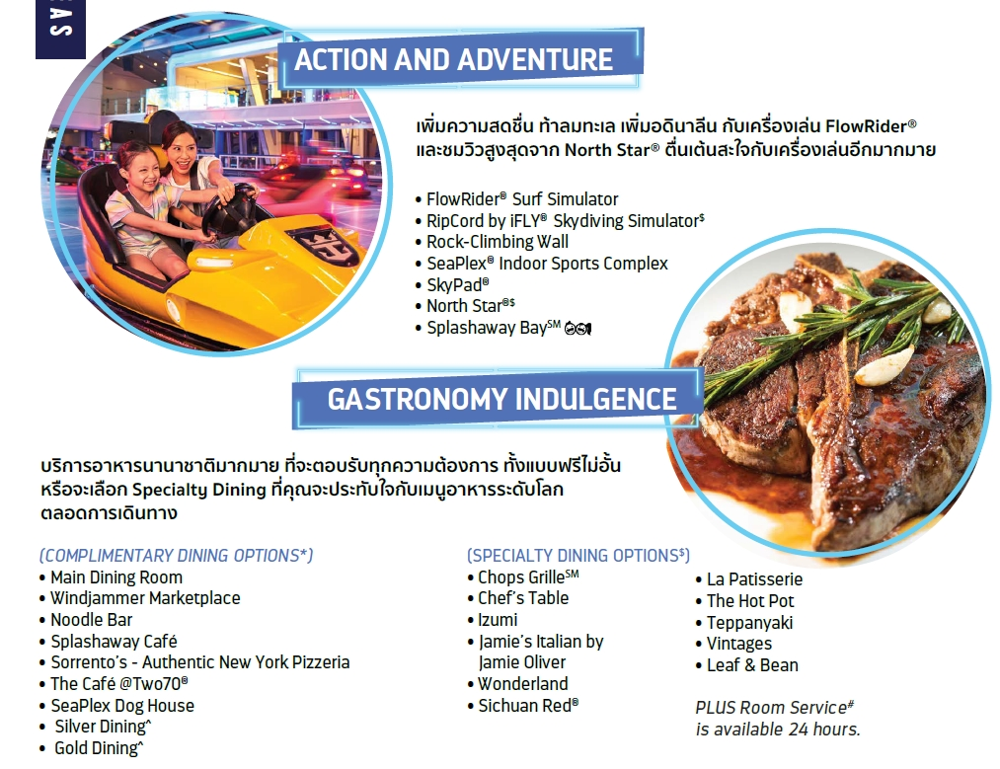 AS
ACTION AND ADVENTURE
เพิ่มความสดชื่น ท้าลมทะเล เพิ่มอดินาลีน กับเครื่องเล่น FlowRider®
และชมวิวสูงสุดจาก North Star® ตื่นเต้นสะใจกับเครื่องเล่นอีกมากมาย
• FlowRider® Surf Simulator
• RipCord by iFLY® Skydiving Simulator$
• Rock-Climbing Wall
• SeaPlex® Indoor Sports Complex
• SkyPad®
• North Star®$
• Splashaway Bay℠
GASTRONOMY INDULGENCE
บริการอาหารนานาชาติมากมาย ที่จะตอบรับทุกความต้องการ ทั้งแบบฟรีไม่อั้น
หรือจะเลือก Specialty Dining ที่คุณจะประทับใจกับเมนูอาหารระดับโลก
ตลอดการเดินทาง
(COMPLIMENTARY DINING OPTIONS*)
• Main Dining Room
• Windjammer Marketplace
• Noodle Bar
• Splashaway Café
• Sorrento's - Authentic New York Pizzeria
• The Café @Two70®
• SeaPlex Dog House
• Silver Dining^
• Gold Dining^
(SPECIALTY DINING OPTIONS$)
• Chops Grille℠
• Chef's Table
• Izumi
• Jamie's Italian by
Jamie Oliver
• Wonderland
• Sichuan Red®
• La Patisserie
• The Hot Pot
• Teppanyaki
• Vintages
• Leaf & Bean
PLUS Room Service#
is available 24 hours.